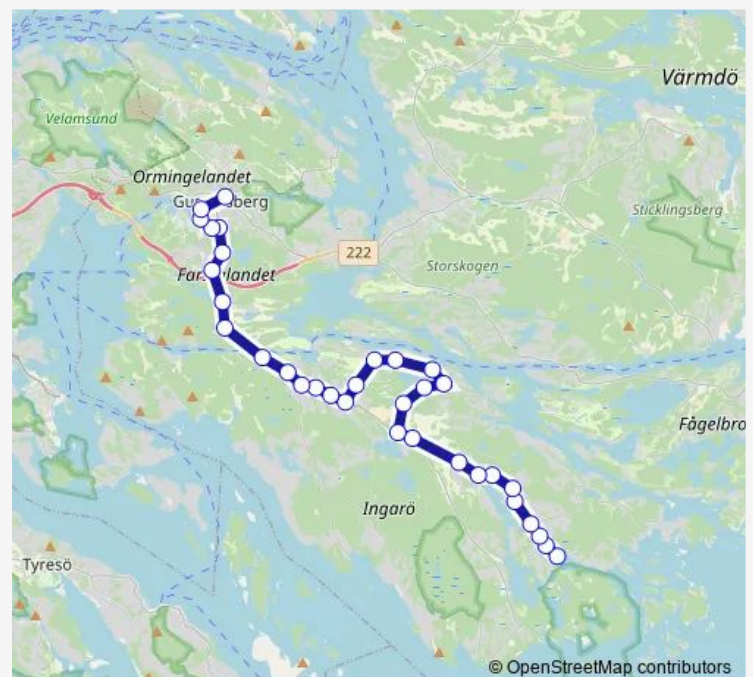 Värmdö
Velamsund
Ormingelandet
Sticklingsberg
222
Storskogen
Fågelbro
Ingarö
Tyresö
© OpenStreetMap contributors